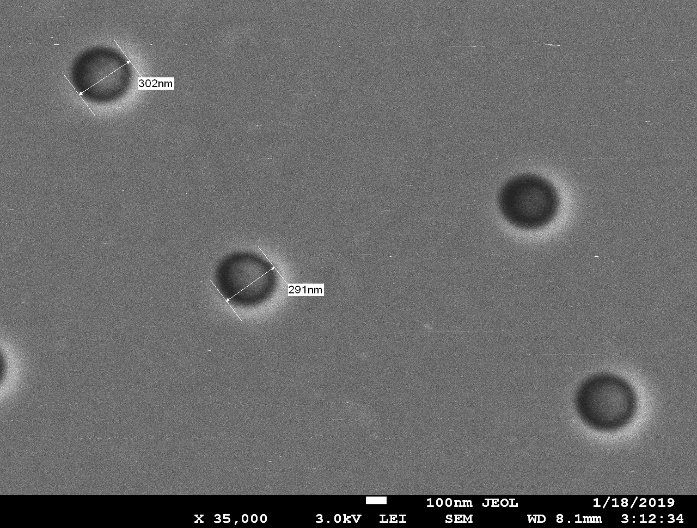 302nm
291nm
100nm JEOL 1/18/2019
X 35,000 3.0kV LEI SEM WD 8.1mm 3:12:34